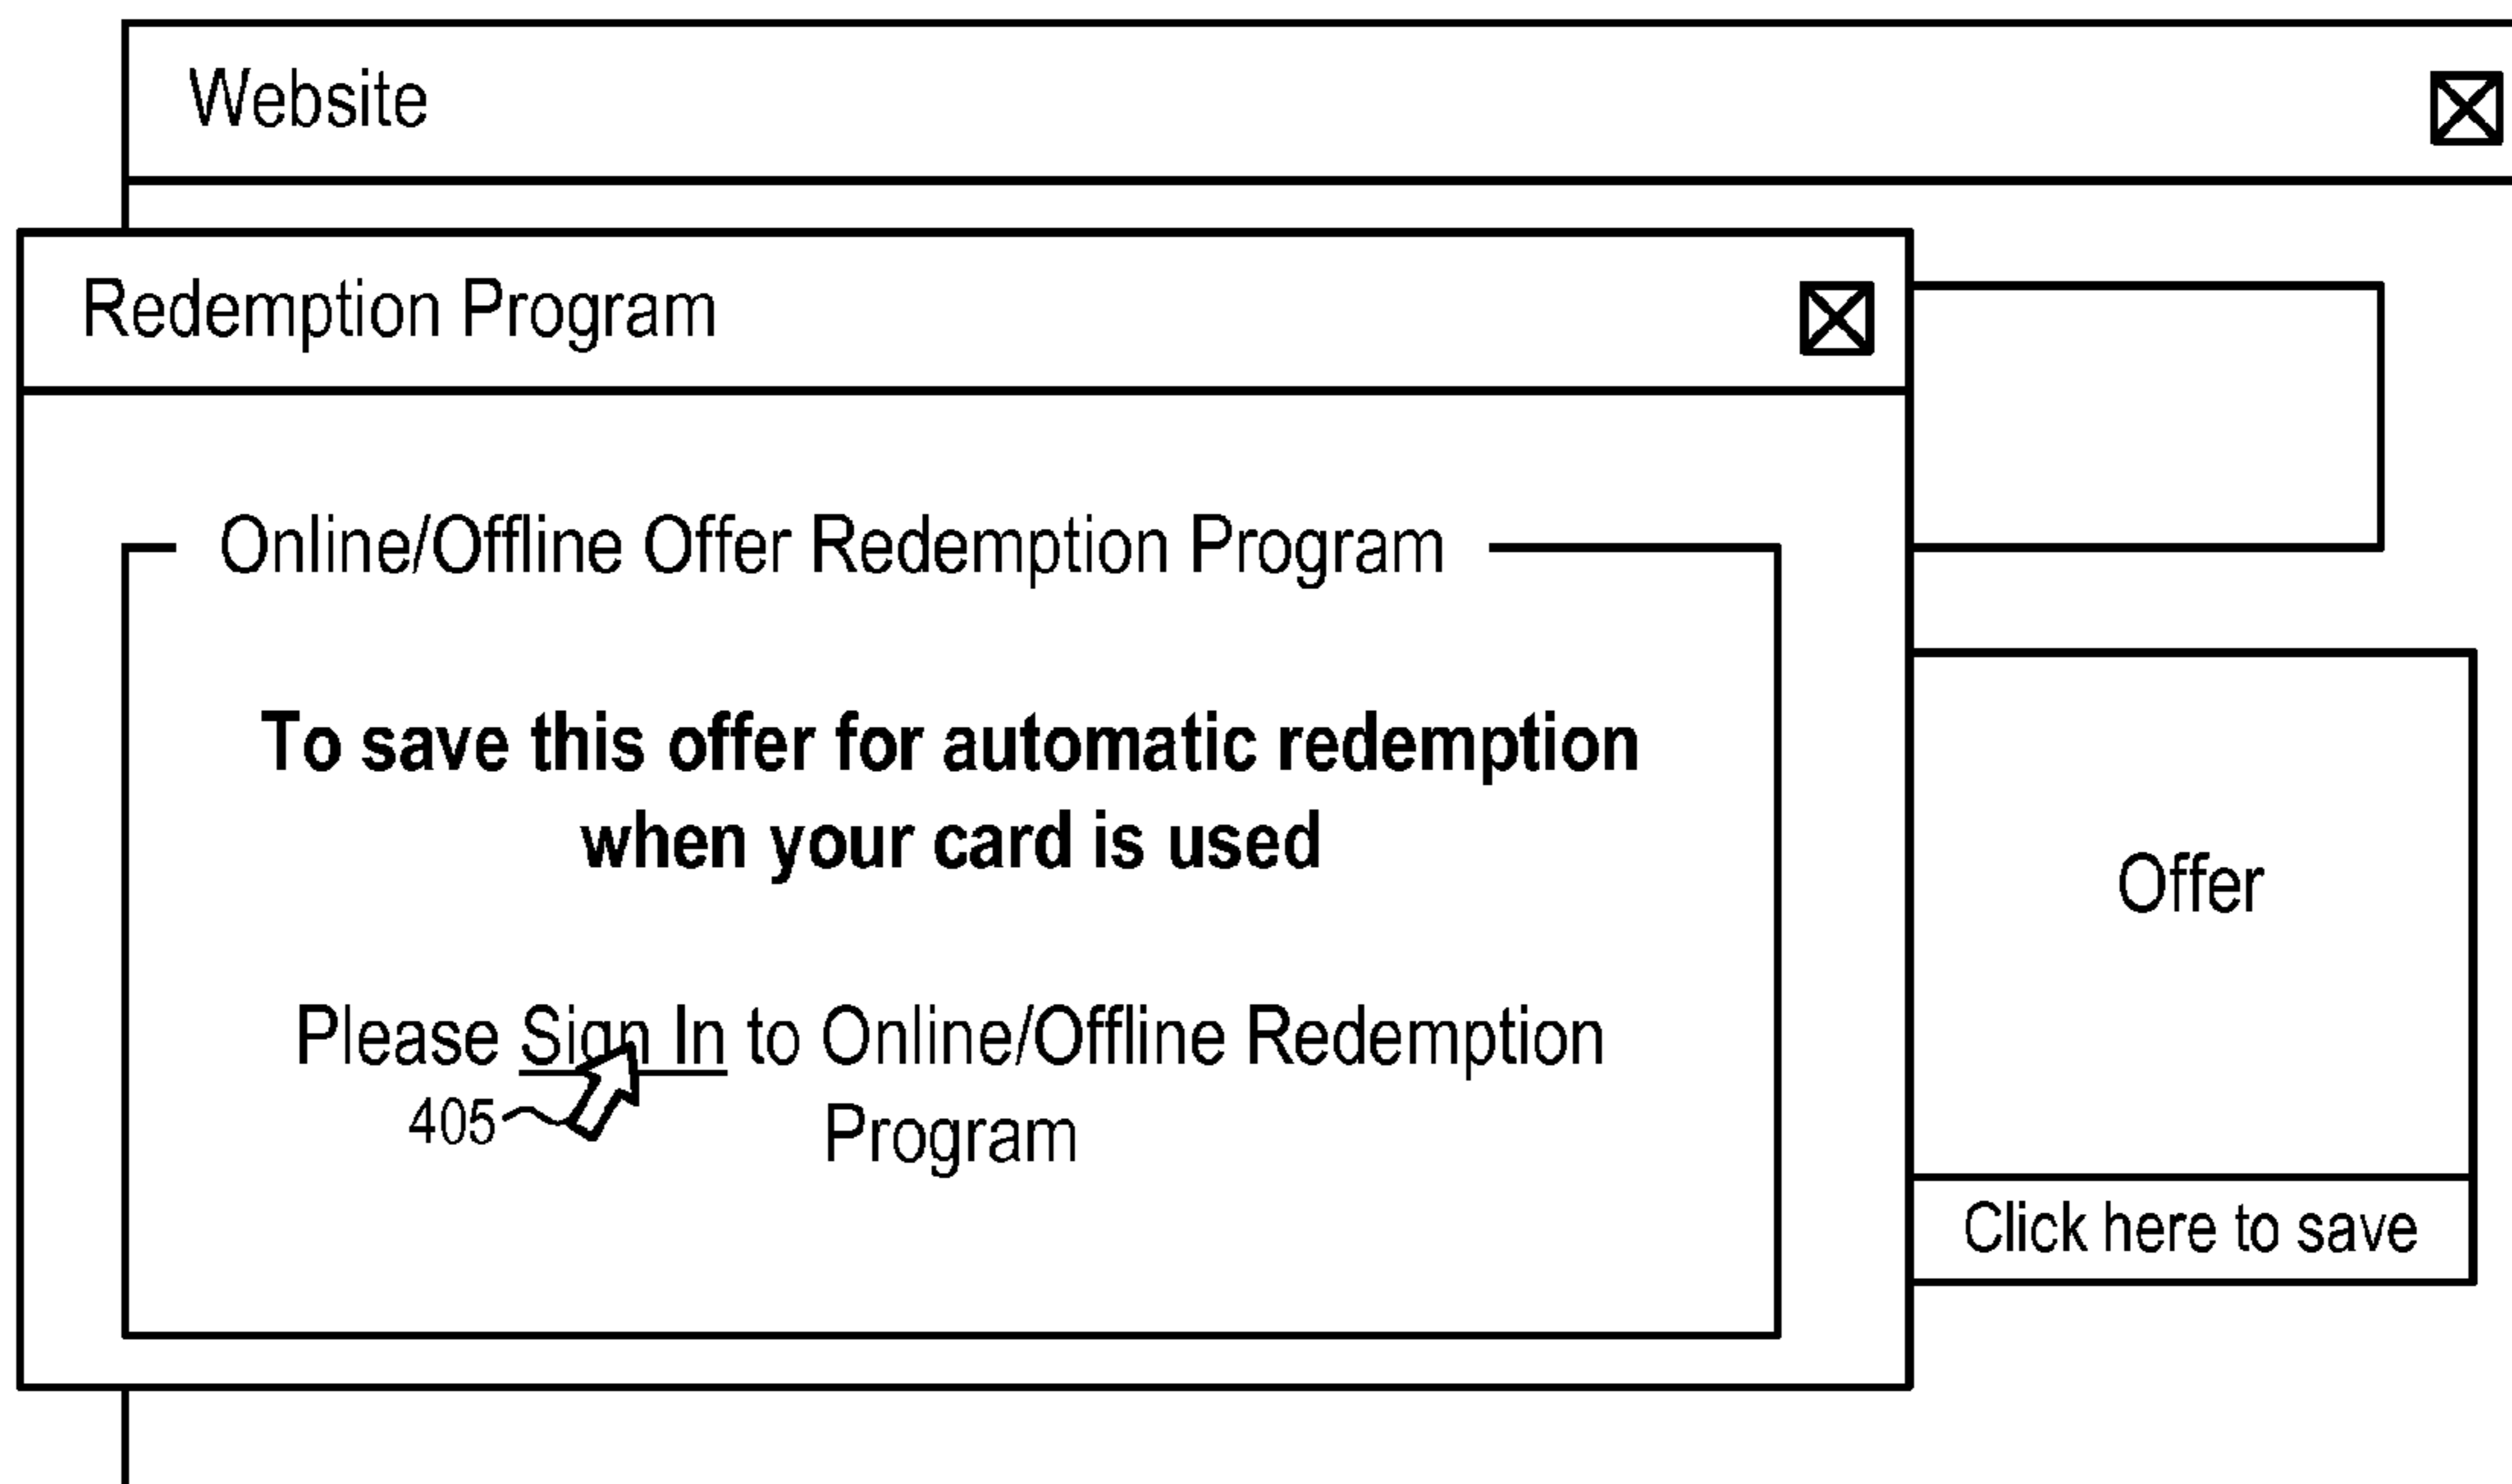 Website
Redemption Program
Online/Offline Offer Redemption Program
To save this offer for automatic redemption
when your card is used
Please Sign In to Online/Offline Redemption
405
Program
Offer
Click here to save